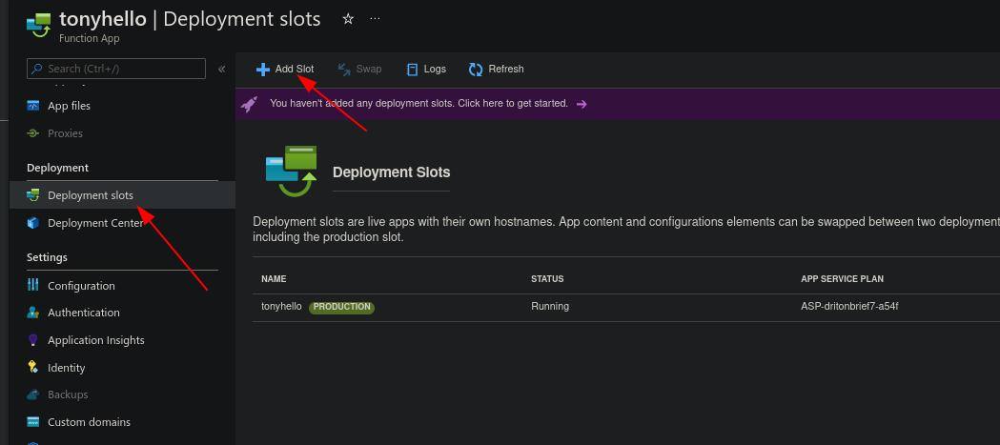 tonyhello | Deployment slots
Function App
Search (Ctrl+/)
App files
Proxies
Deployment
Deployment slots
Deployment Center
Settings
Configuration
Authentication
Application Insights
Identity
Backups
Custom domains
Add Slot
Swap
Logs
Refresh
You haven't added any deployment slots. Click here to get started.
Deployment Slots
Deployment slots are live apps with their own hostnames. App content and configurations elements can be swapped between two deployment
including the production slot.
NAME STATUS APP SERVICE PLAN
tonyhello PRODUCTION Running ASP-dritonbrief7-a54f